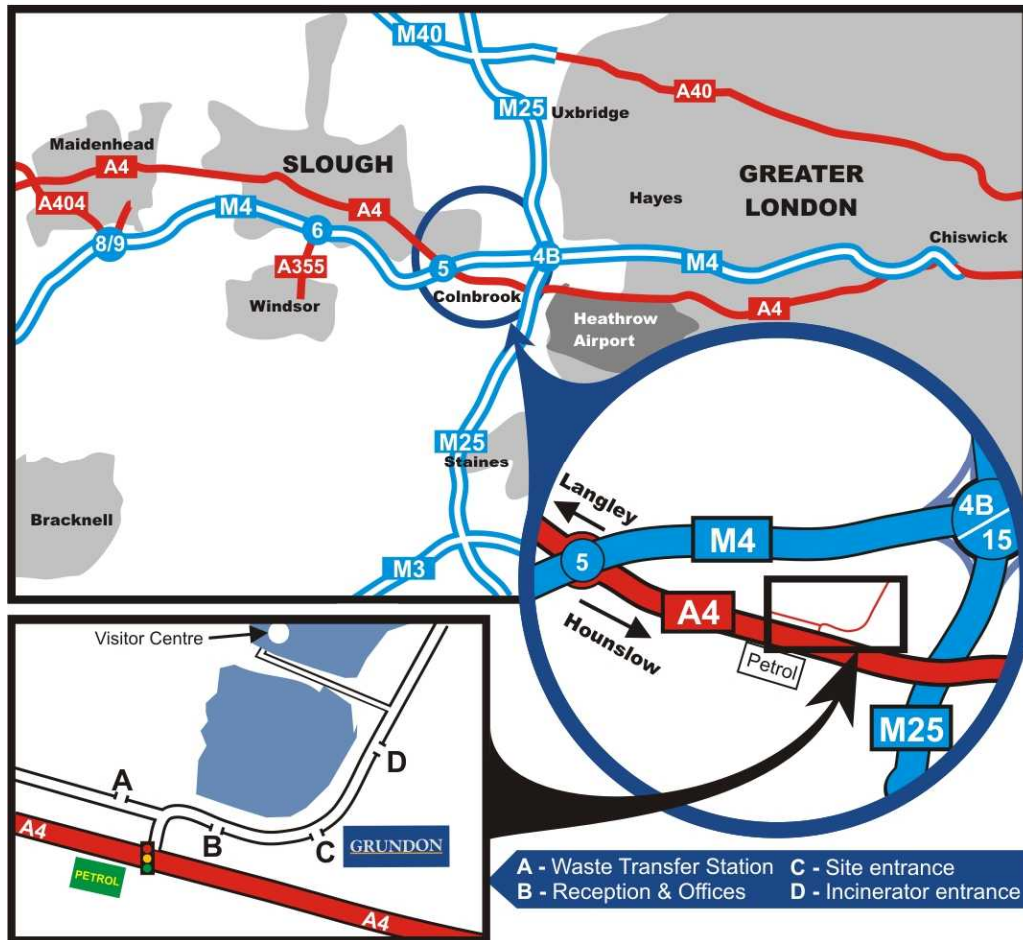 M40
A40
M25
Uxbridge
Maidenhead
A4
SLOUGH
GREATER
LONDON
Hayes
A404
M4
A4
6
8/9
5
4B
M4
Chiswick
A355
Windsor
Colnbrook
A4
Heathrow
Airport
M25
Staines
Bracknell
M3
Langley
4B
15
M4
5
A4
Hounslow
Petrol
M25
Visitor Centre
A
B
C
D
GRUNDON
A4
PETROL
A4
A - Waste Transfer Station
B - Reception & Offices
C - Site entrance
D - Incinerator entrance